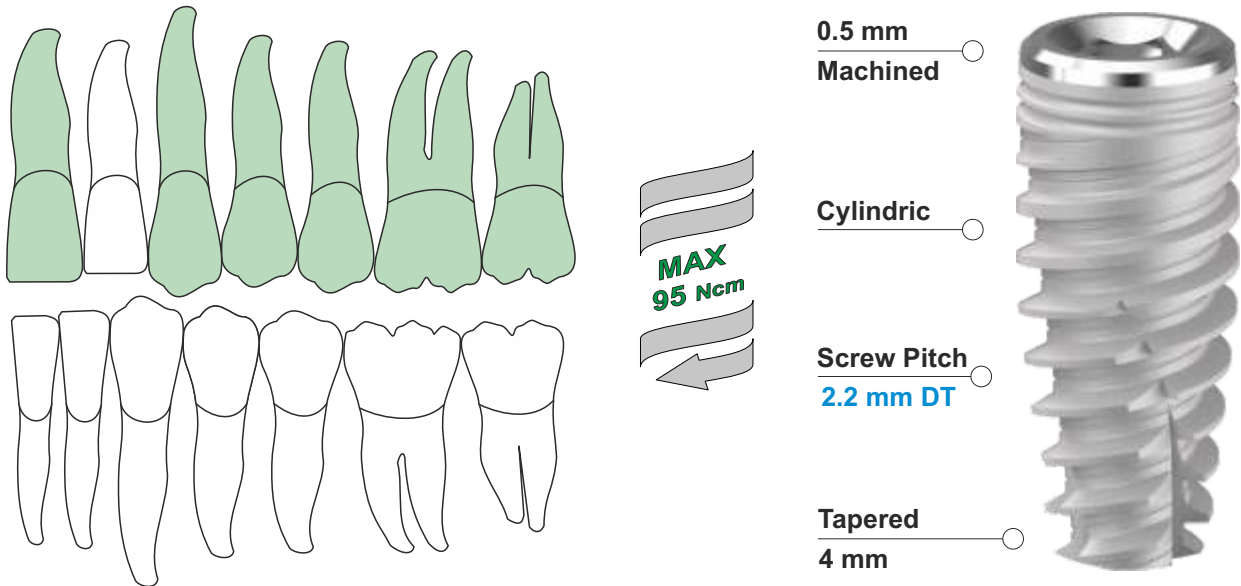 0.5 mm
Machined
Cylindric
MAX
95 Ncm
Screw Pitch
2.2 mm DT
Tapered
4 mm